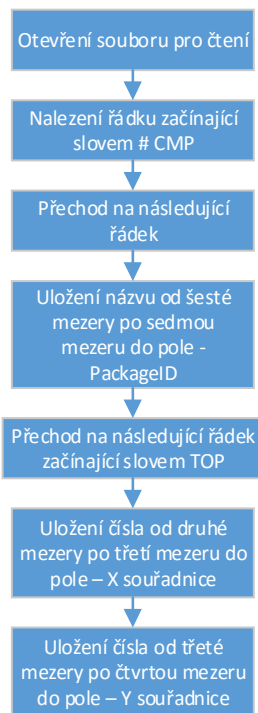 Otevření souboru pro čtení
Nalezení řádku začínající
slovem # CMP
Přechod na následující
řádek
Uložení názvu od šesté
mezery po sedmou
mezeru do pole -
PackageID
Přechod na následující řádek
začínající slovem TOP
Uložení čísla od druhé
mezery po třetí mezeru do
pole – X souřadnice
Uložení čísla od třeté
mezery po čtvrtou mezeru
do pole – Y souřadnice